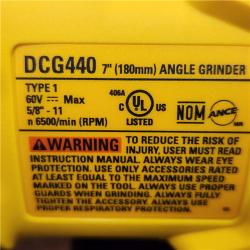 DCG440 7" (180mm) ANGLE GRINDER
TYPE 1
60V ⎓ Max
5/8" - 11
n 6500/min (RPM)
406A
C UL US
LISTED
NOM
ANCE
WARNING TO REDUCE THE RISK OF
INJURY, USER MUST READ
INSTRUCTION MANUAL. ALWAYS WEAR EYE
PROTECTION. USE ONLY ACCESSORIES RATED
AT LEAST EQUAL TO THE MAXIMUM
SPEED MARKED ON THE TOOL. ALWAYS USE
GUARDS WHEN GRINDING. ALWAYS FULLY
TIGHTEN THE ACCESSORY. ALWAYS USE
PROPER RESPIRATORY PROTECTION.